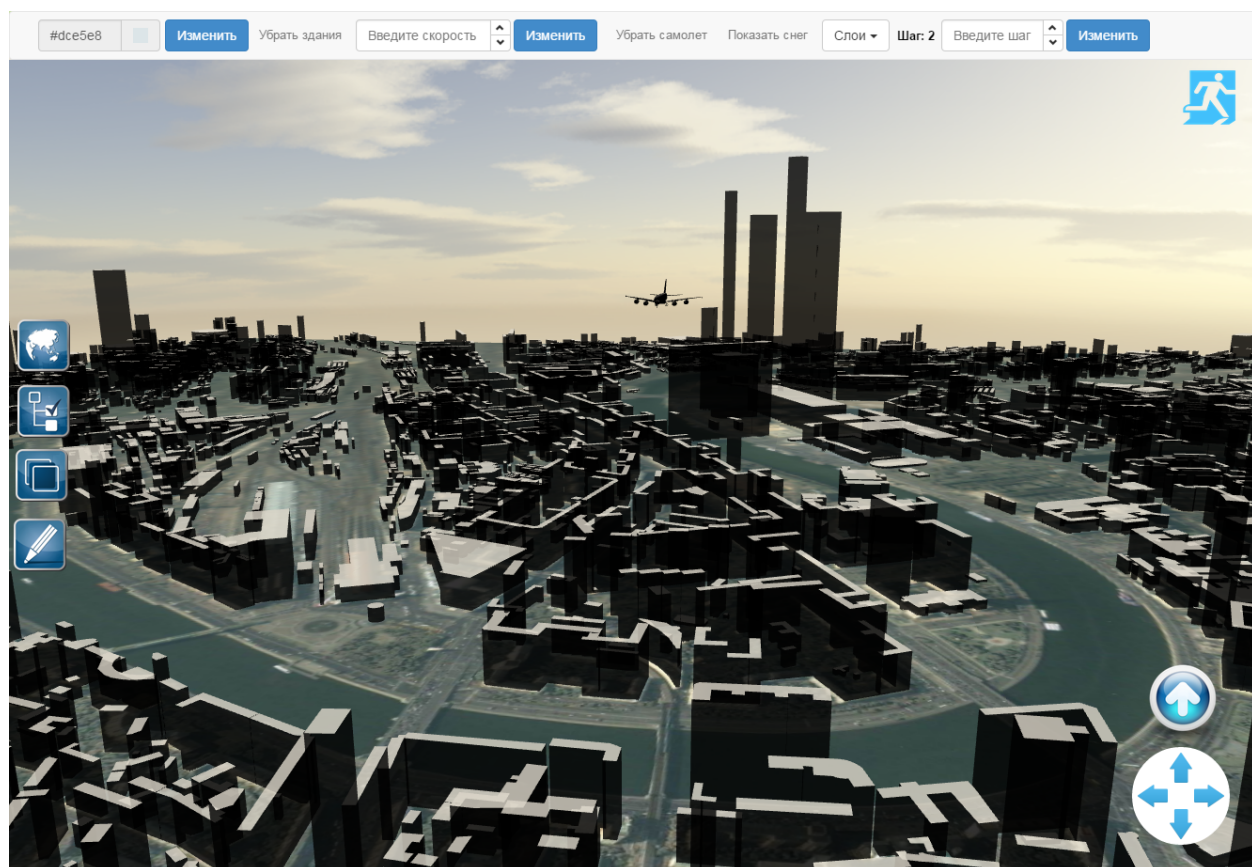 #dce5e8 Изменить Убрать здания Введите скорость Изменить Убрать самолет Показать снег Слои Шаг: 2 Введите шаг Изменить